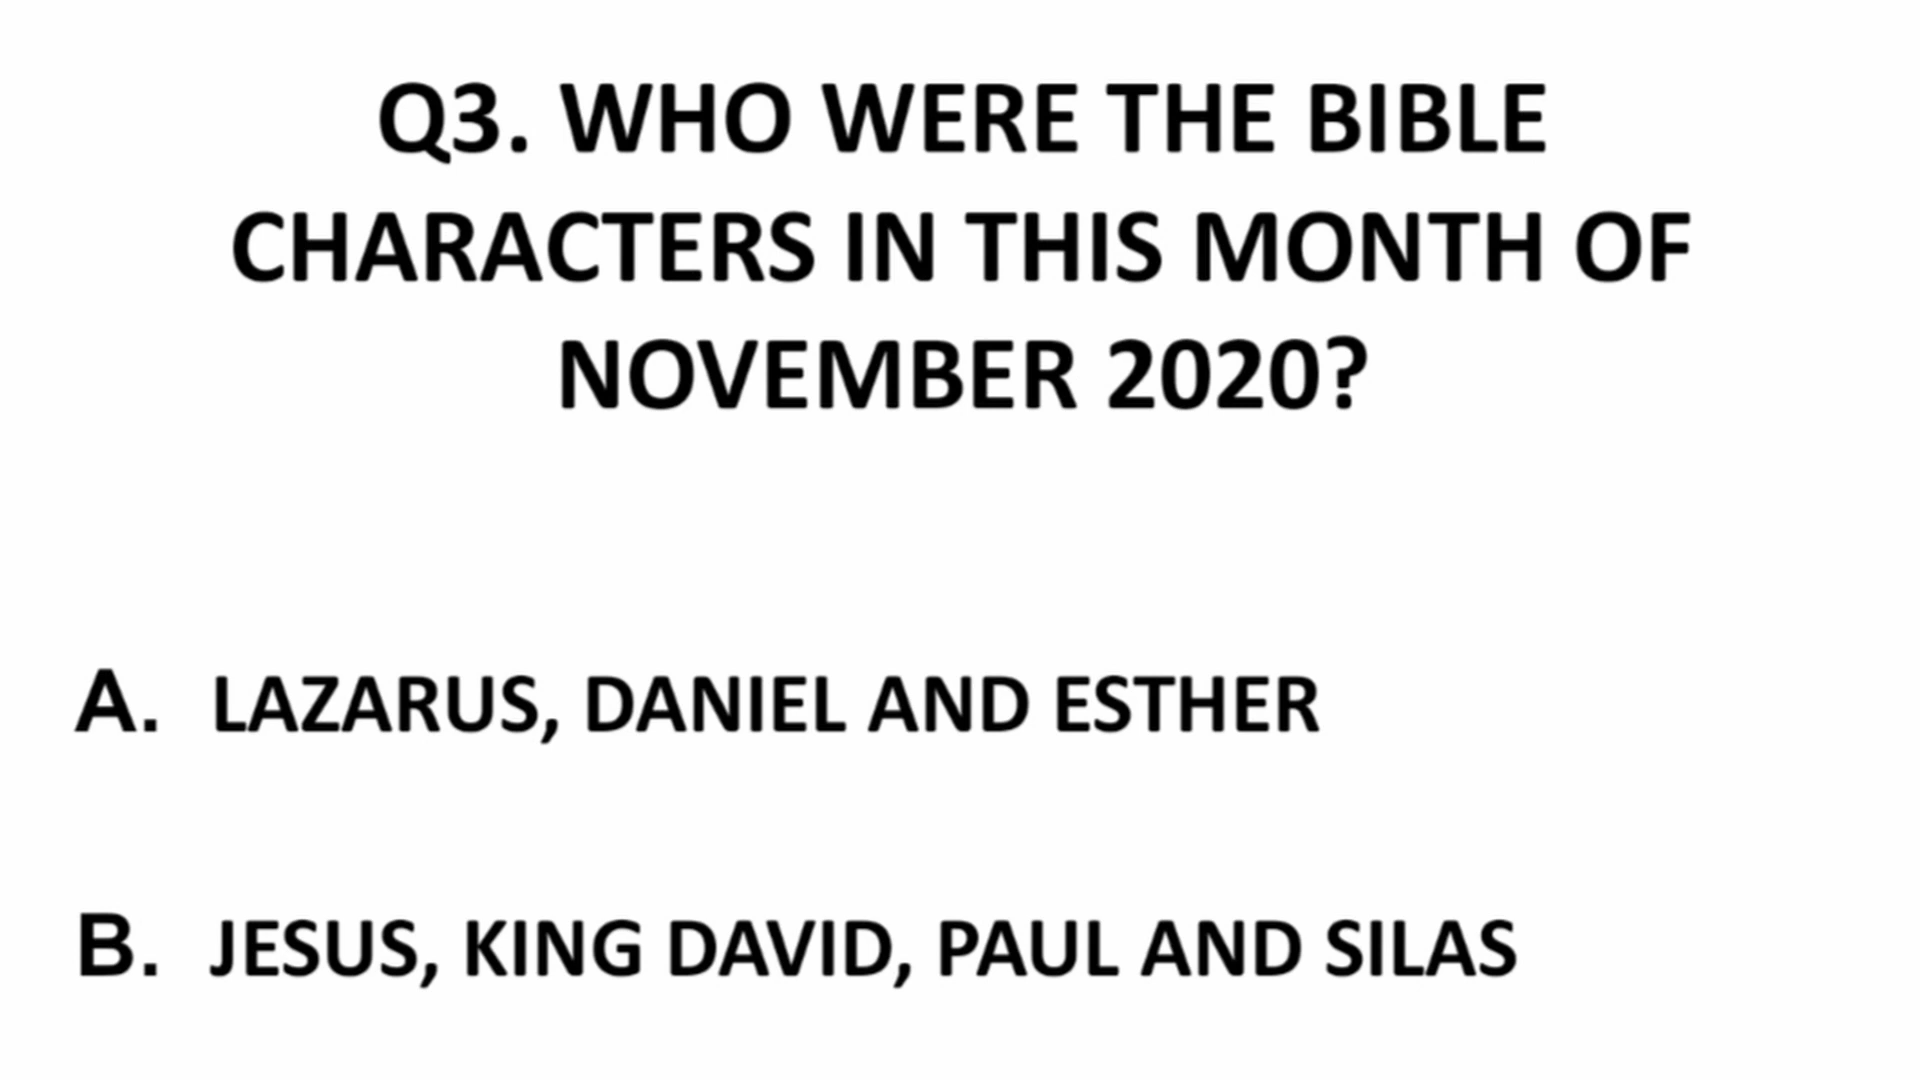 Q3. WHO WERE THE BIBLE
CHARACTERS IN THIS MONTH OF
NOVEMBER 2020?
A. LAZARUS, DANIEL AND ESTHER
B. JESUS, KING DAVID, PAUL AND SILAS